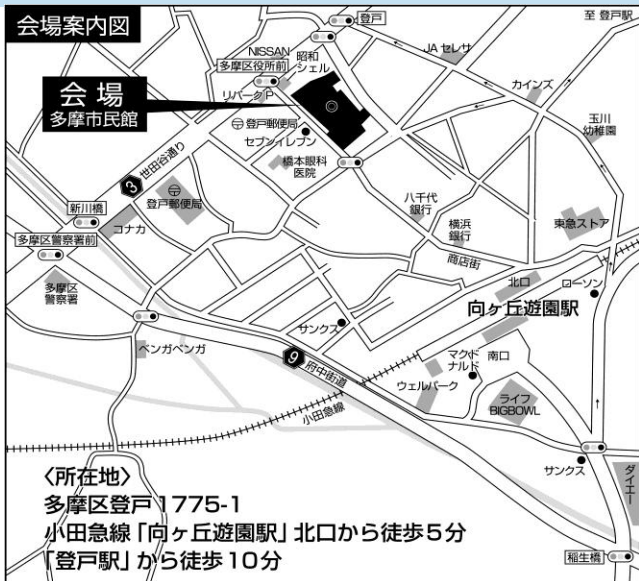 会場案内図
登戸
至 登戸駅
NISSAN
昭和
シェル
JA セレサ
多摩区役所前
リパークP
カインズ
会場
多摩市民館
登戸郵便局
セブンイレブン
玉川
幼稚園
橋本眼科
医院
3
世田谷通り
登戸郵便局
八千代
銀行
横浜
銀行
東急ストア
新川橋
コナカ
多摩区警察署前
商店街
北口
ローソン
多摩区
警察署
向ヶ丘遊園駅
サンクス
ベンガベンガ
9
府中街道
マクド
ナルド
南口
ウェルパーク
ライフ
BIGBOWL
小田急線
サンクス
ダイエー
〈所在地〉
多摩区登戸1775-1
小田急線「向ヶ丘遊園駅」北口から徒歩5分
「登戸駅」から徒歩10分
稲生橋